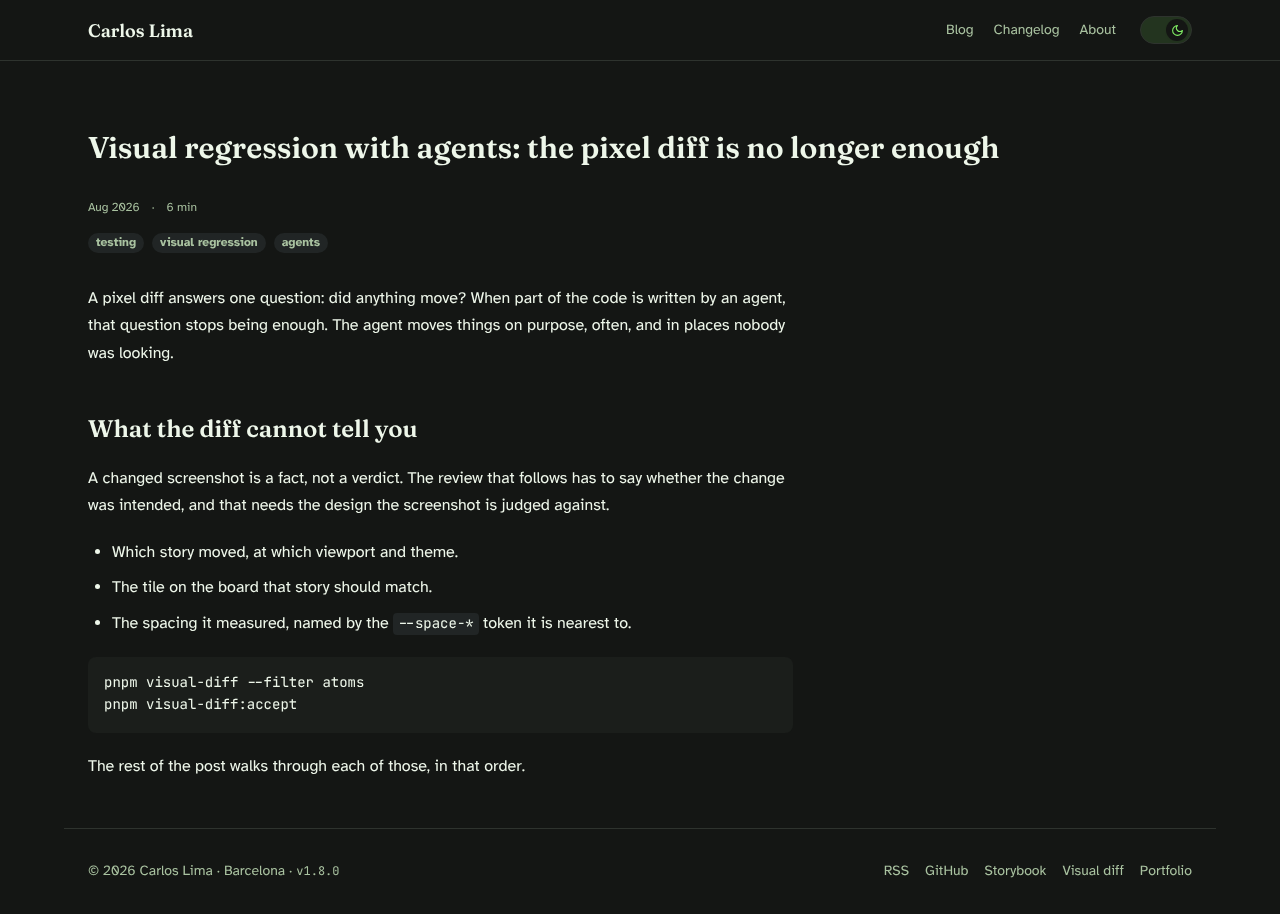 Carlos Lima
Blog Changelog About
Visual regression with agents: the pixel diff is no longer enough
Aug 2026 · 6 min
testing visual regression agents
A pixel diff answers one question: did anything move? When part of the code is written by an agent,
that question stops being enough. The agent moves things on purpose, often, and in places nobody
was looking.
What the diff cannot tell you
A changed screenshot is a fact, not a verdict. The review that follows has to say whether the change
was intended, and that needs the design the screenshot is judged against.
• Which story moved, at which viewport and theme.
• The tile on the board that story should match.
• The spacing it measured, named by the --space-* token it is nearest to.
pnpm visual-diff --filter atoms
pnpm visual-diff:accept
The rest of the post walks through each of those, in that order.
© 2026 Carlos Lima · Barcelona · v1.8.0
RSS GitHub Storybook Visual diff Portfolio